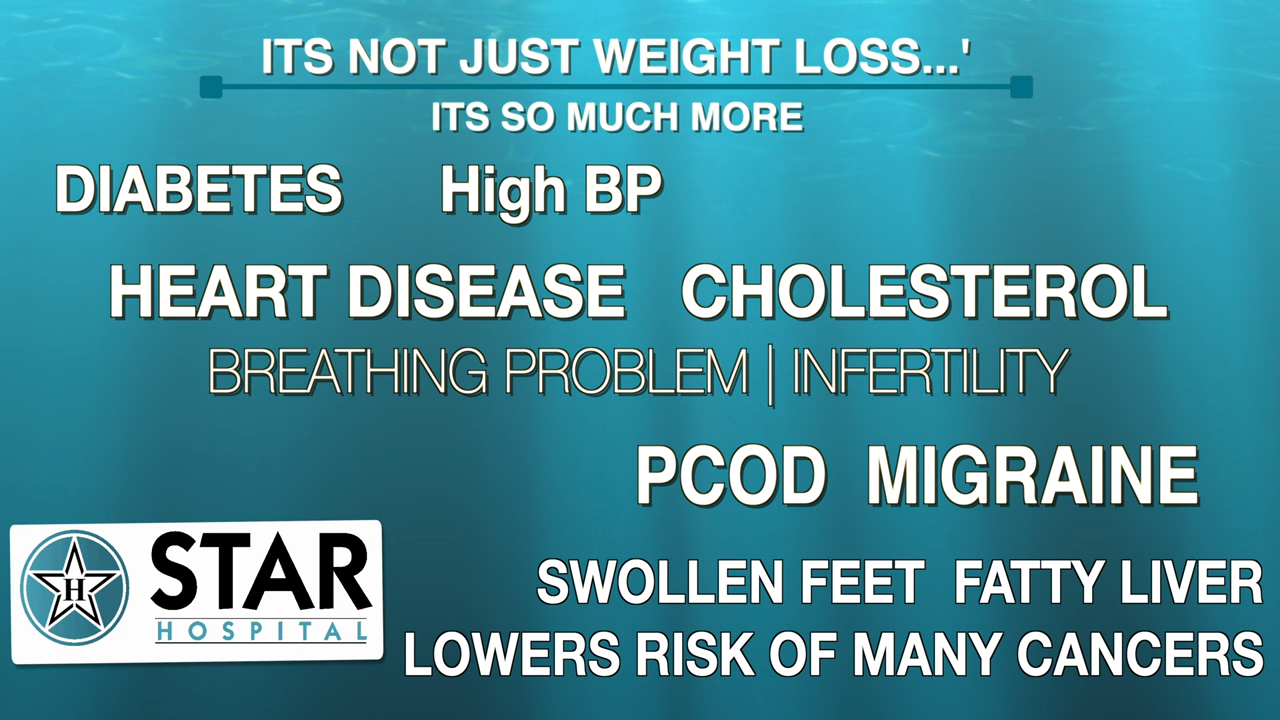 ITS NOT JUST WEIGHT LOSS...'
ITS SO MUCH MORE
DIABETES High BP
HEART DISEASE CHOLESTEROL
BREATHING PROBLEM | INFERTILITY
PCOD MIGRAINE
SWOLLEN FEET FATTY LIVER
LOWERS RISK OF MANY CANCERS
H
STAR
HOSPITAL